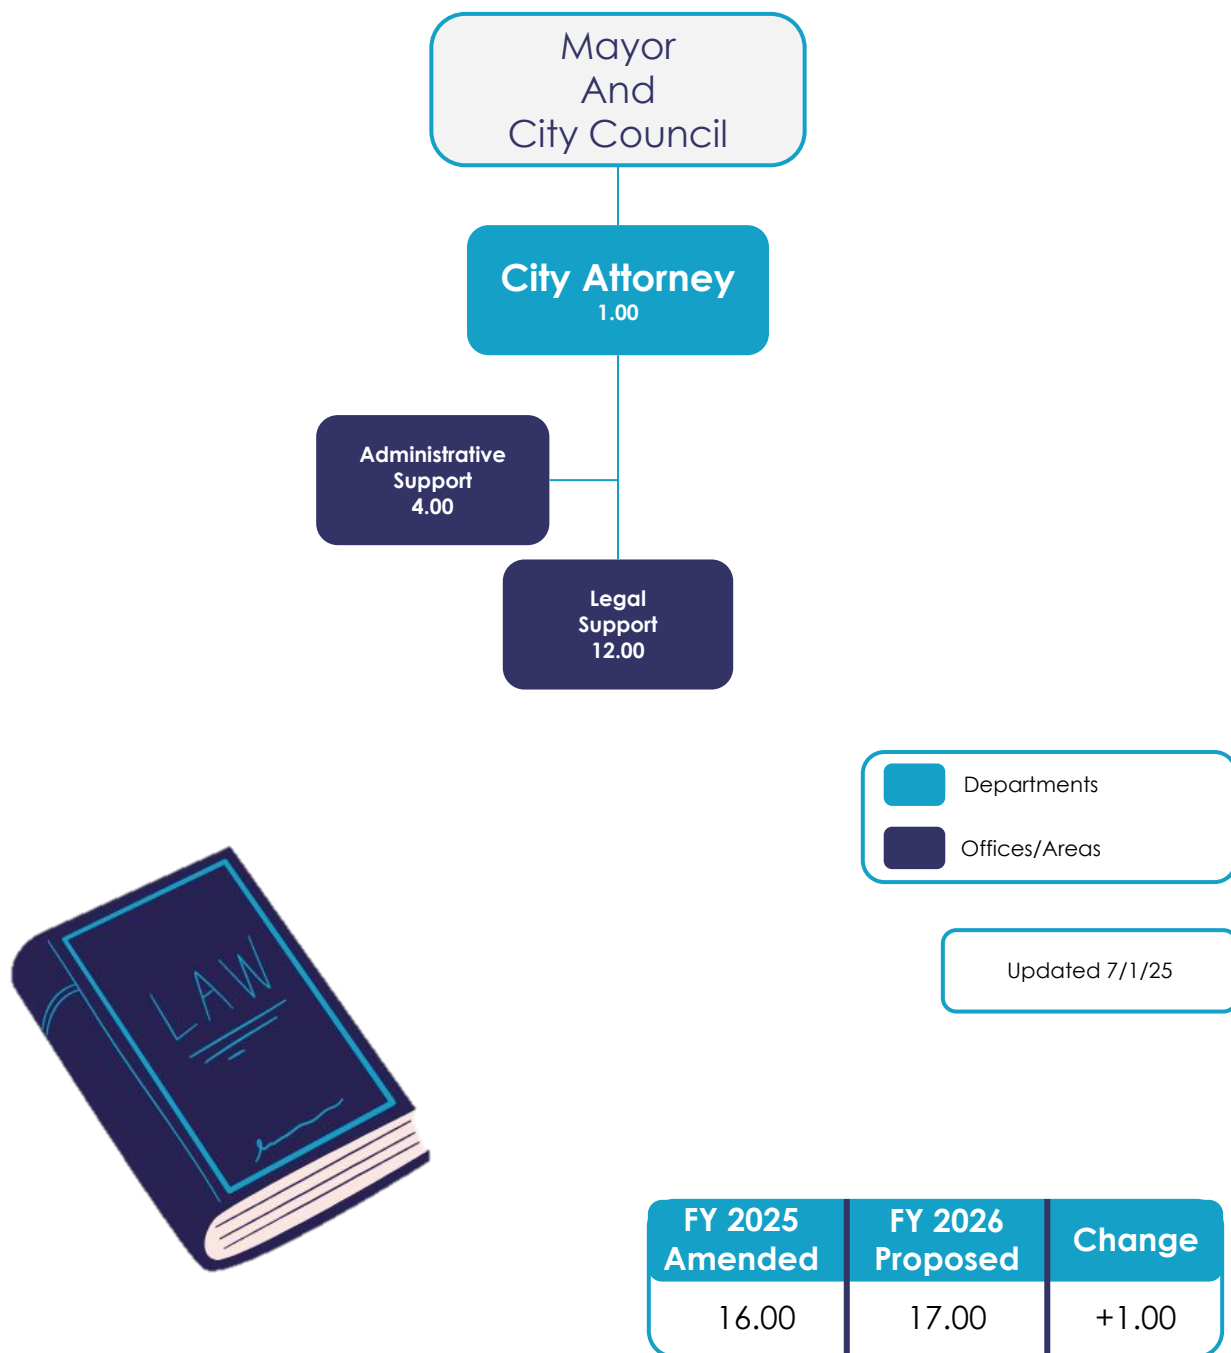 Mayor
And
City Council
City Attorney
1.00
Administrative
Support
4.00
Legal
Support
12.00
Departments
Offices/Areas
Updated 7/1/25
LAW
FY 2025
Amended
FY 2026
Proposed
Change
16.00
17.00
+1.00